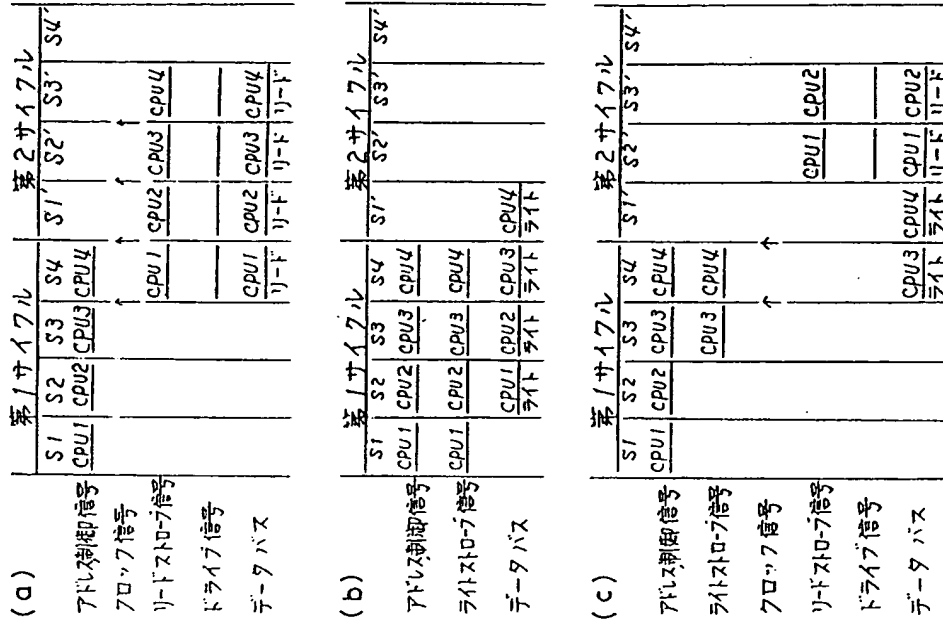 (a)
第1サイクル 第2サイクル
S1 S2 S3 S4 S1' S2' S3' S4'
アドレス制御信号 CPU1 CPU2 CPU3 CPU4
クロック信号
リードストローブ信号 CPU1 CPU2 CPU3 CPU4
ドライブ信号
データバス CPU1 CPU2 CPU3 CPU4
リード リード リード リード
(b)
第1サイクル 第2サイクル
S1 S2 S3 S4 S1' S2' S3' S4'
アドレス制御信号 CPU1 CPU2 CPU3 CPU4
ライトストローブ信号 CPU1 CPU2 CPU3 CPU4
データバス CPU1 CPU2 CPU3 CPU4
ライト ライト ライト ライト
(c)
第1サイクル 第2サイクル
S1 S2 S3 S4 S1' S2' S3' S4'
アドレス制御信号 CPU1 CPU2 CPU3 CPU4
ライトストローブ信号 CPU3 CPU4
クロック信号
リードストローブ信号 CPU1 CPU2
ドライブ信号
データバス CPU3 CPU4 CPU1 CPU2
ライト ライト リード リード